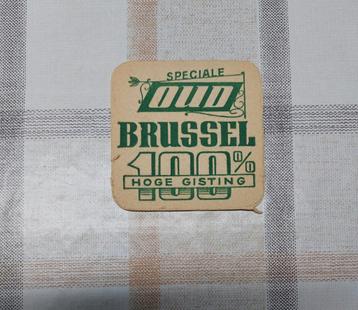 SPECIALE
OUD
BRUSSEL
100%
HOGE GISTING